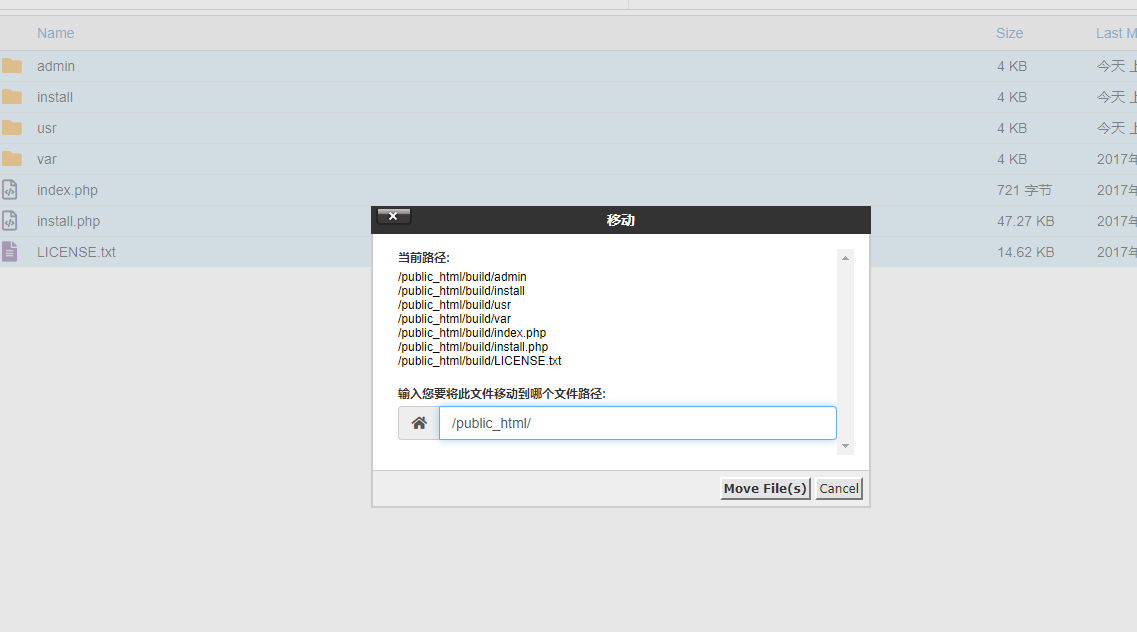 Name Size Last M
admin 4 KB 今天 上
install 4 KB 今天 上
usr 4 KB 今天 上
var 4 KB 2017年
index.php 721 字节 2017年
install.php 47.27 KB 2017年
LICENSE.txt 14.62 KB 2017年
移动
当前路径:
/public_html/build/admin
/public_html/build/install
/public_html/build/usr
/public_html/build/var
/public_html/build/index.php
/public_html/build/install.php
/public_html/build/LICENSE.txt
输入您要将此文件移动到哪个文件路径:
/public_html/
Move File(s) Cancel